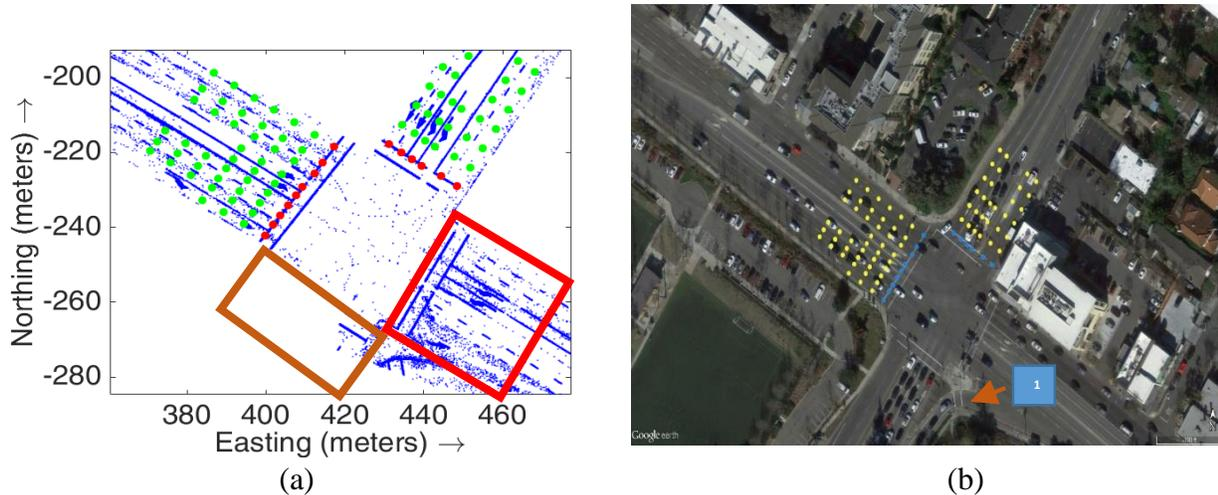 Northing (meters) →
-200
-220
-240
-260
-280
380 400 420 440 460
Easting (meters) →
(a)
1
Google earth
(b)